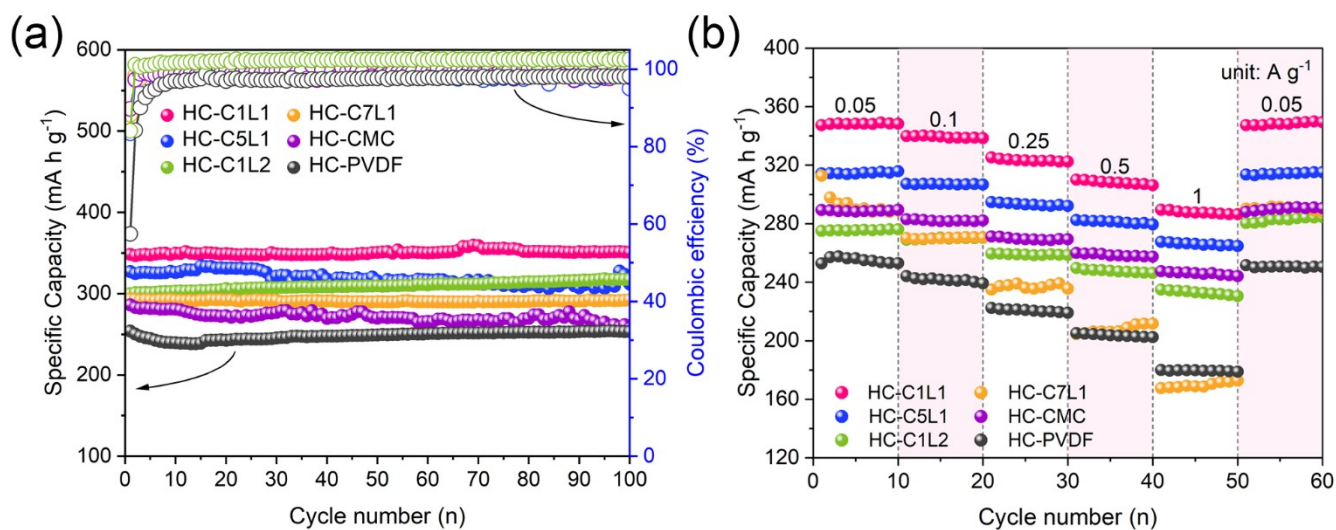 (a)
600
500
400
300
200
100
Specific Capacity (mA h g⁻¹)
100
80
60
40
20
0
Coulombic effciency (%)
HC-C1L1
HC-C7L1
HC-C5L1
HC-CMC
HC-C1L2
HC-PVDF
0 10 20 30 40 50 60 70 80 90 100
Cycle number (n)
(b)
400
360
320
280
240
200
160
120
Specific Capacity (mA h g⁻¹)
unit: A g⁻¹
0.05
0.1
0.25
0.5
1
0.05
HC-C1L1
HC-C7L1
HC-C5L1
HC-CMC
HC-C1L2
HC-PVDF
0 10 20 30 40 50 60
Cycle number (n)